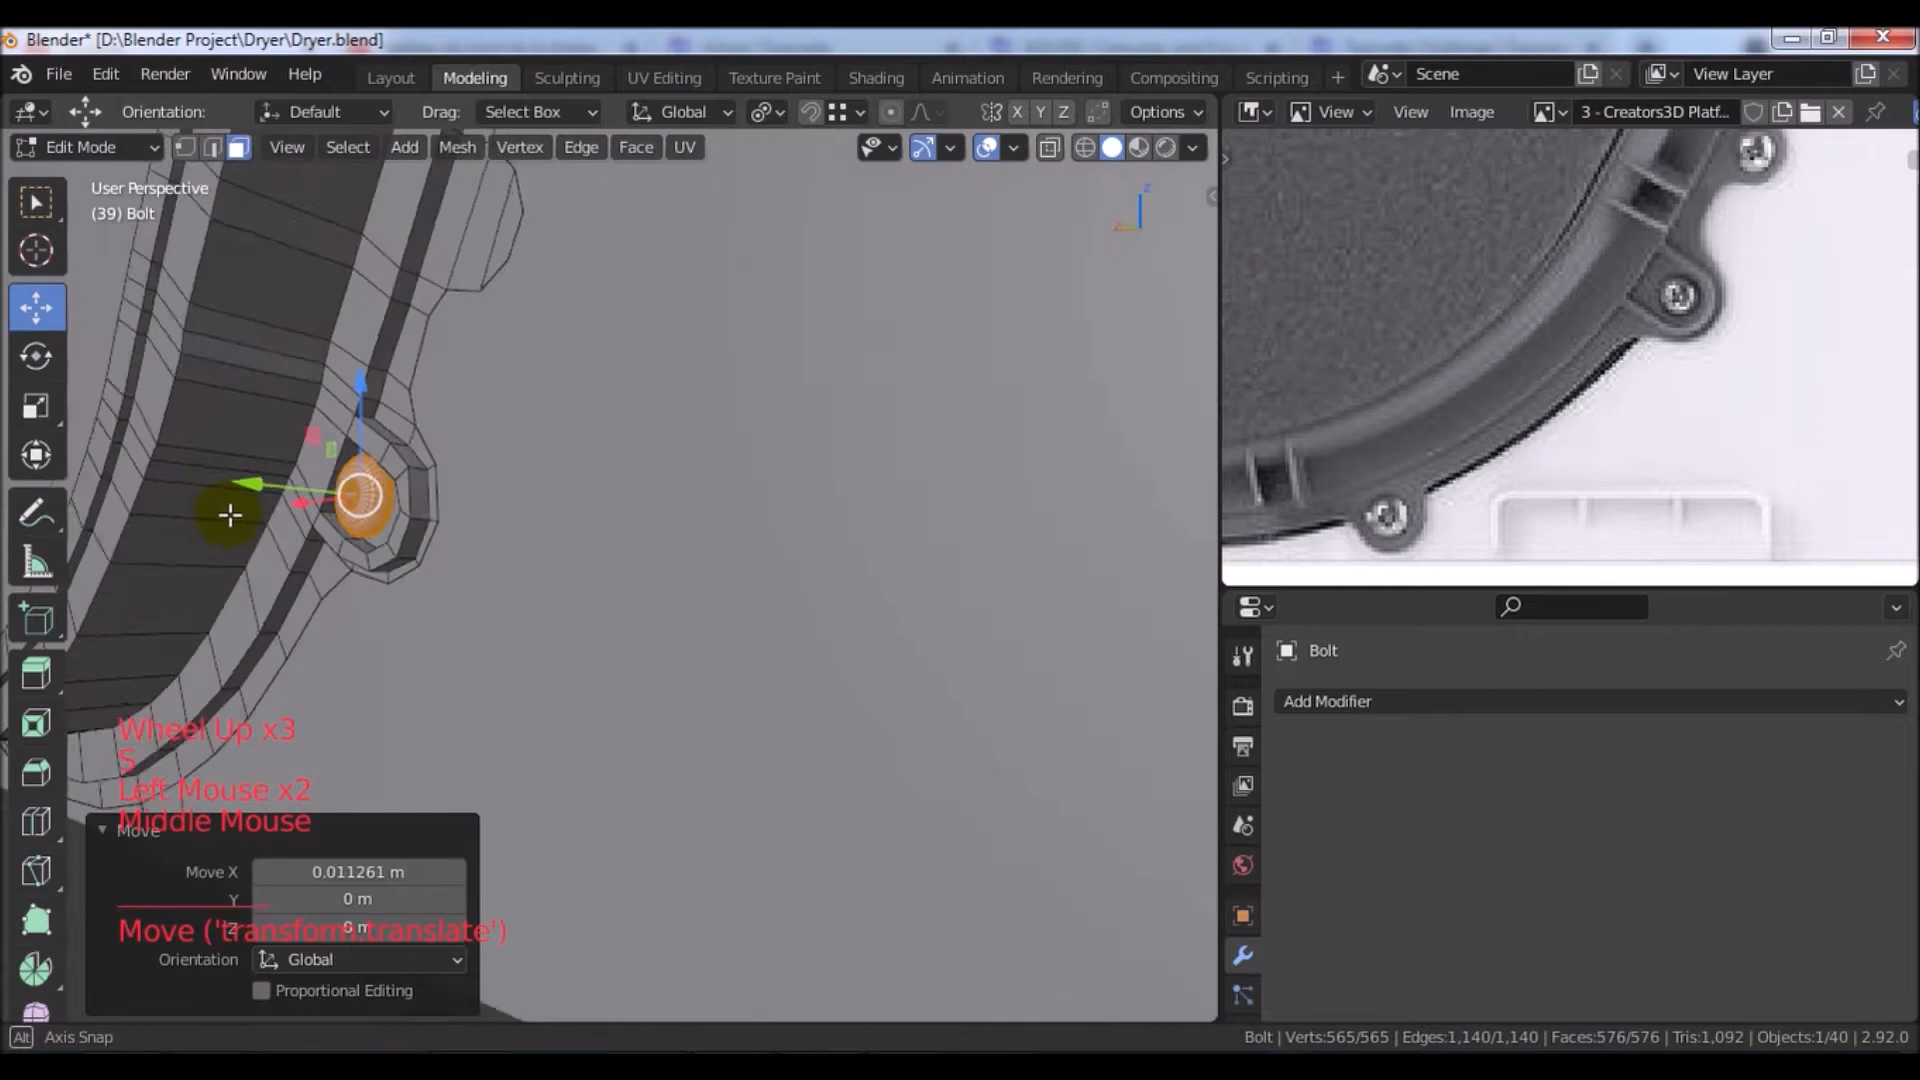 Blender* [D:\Blender Project\Dryer\Dryer.blend]
File Edit Render Window Help
Layout Modeling Sculpting UV Editing Texture Paint Shading Animation Rendering Compositing Scripting +
Scene
View Layer
Orientation: Default Drag: Select Box Global X Y Z Options
View View Image 3 - Creators3D Platf...
Edit Mode View Select Add Mesh Vertex Edge Face UV
User Perspective
(39) Bolt
z
Wheel Up x3
S
Left Mouse x2
Middle Mouse
Move
Move X 0.011261 m
Y 0 m
Z 0 m
Move ('transform.translate')
Orientation Global
Proportional Editing
Bolt
Add Modifier
Alt Axis Snap
Bolt | Verts:565/565 | Edges:1,140/1,140 | Faces:576/576 | Tris:1,092 | Objects:1/40 | 2.92.0